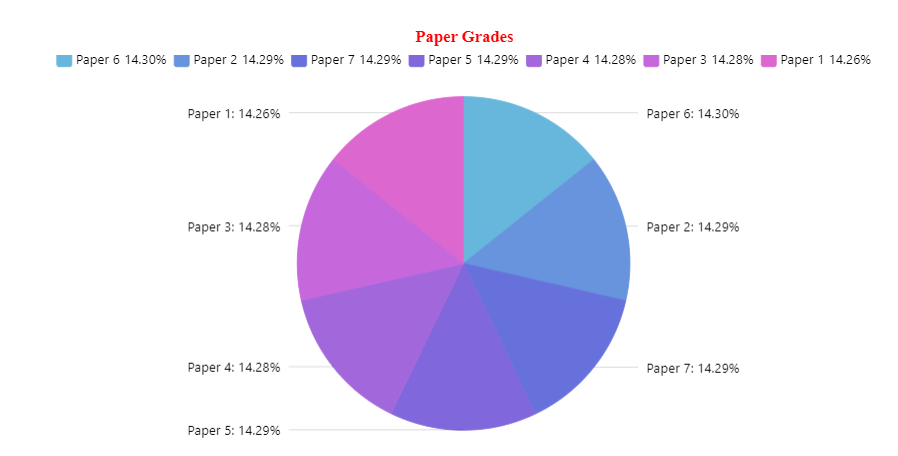 Paper Grades
Paper 6 14.30% Paper 2 14.29% Paper 7 14.29% Paper 5 14.29% Paper 4 14.28% Paper 3 14.28% Paper 1 14.26%
Paper 1: 14.26%
Paper 6: 14.30%
Paper 3: 14.28%
Paper 2: 14.29%
Paper 4: 14.28%
Paper 7: 14.29%
Paper 5: 14.29%